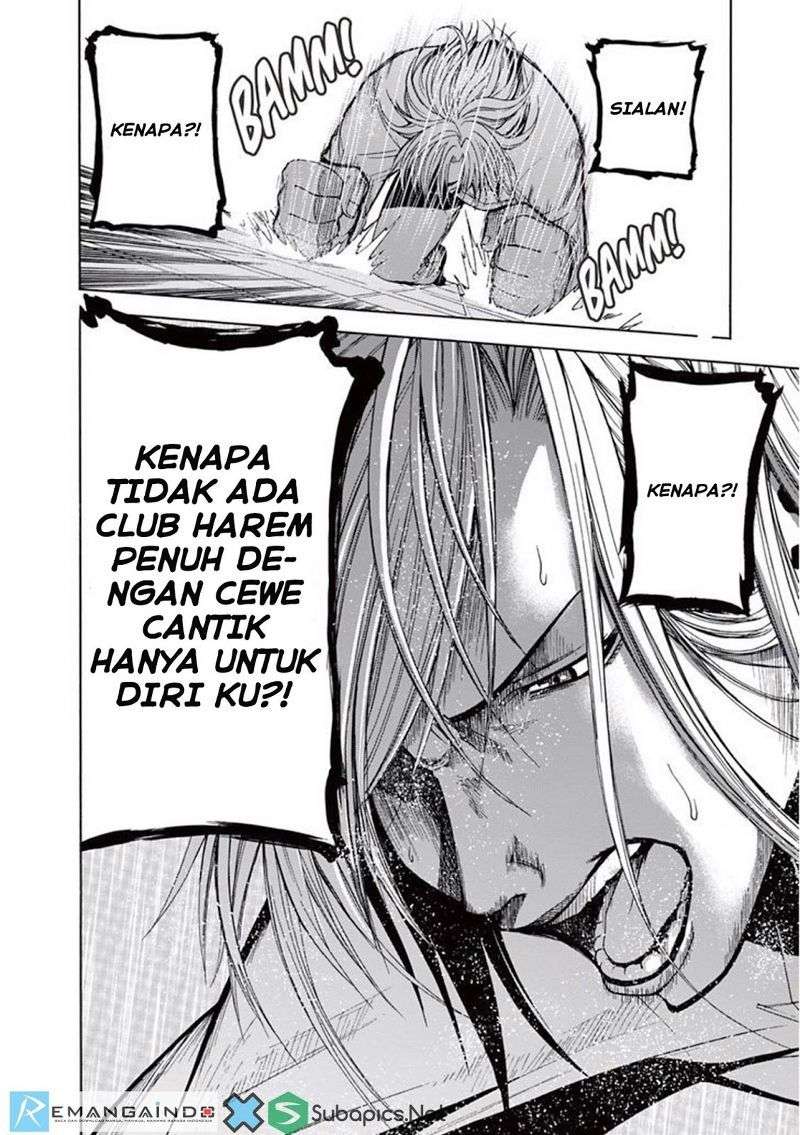 SIALAN!
BAMM!
KENAPA?!
BAMM!
KENAPA?!
KENAPA
TIDAK ADA
CLUB HAREM
PENUH DE-
NGAN CEWE
CANTIK
HANYA UNTUK
DIRI KU?!
REMANGAINDO
Subapics.Net